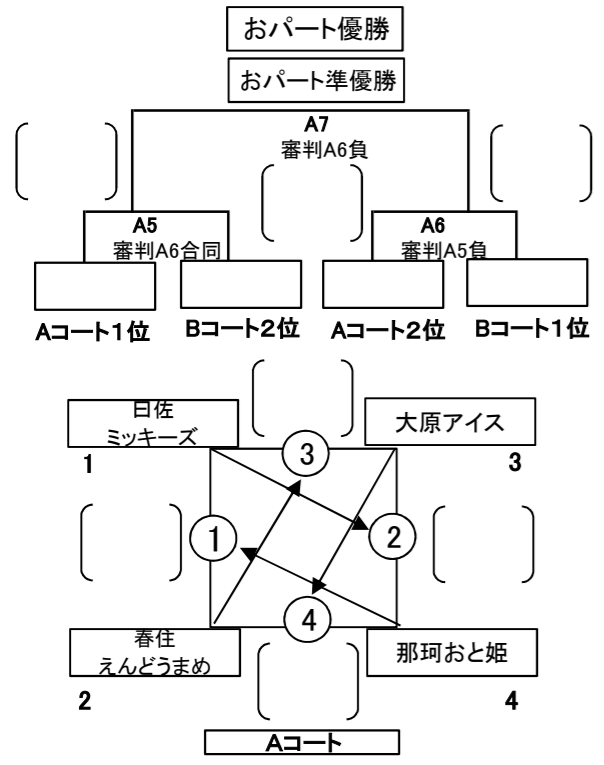 おパート優勝
おパート準優勝
A7
審判A6負
A5
審判A6合同
A6
審判A5負
Aコート1位
Bコート2位
Aコート2位
Bコート1位
曰佐
ミッキーズ
1
大原アイス
3
③
①
②
④
春住
えんどうまめ
2
那珂おと姫
4
Aコート